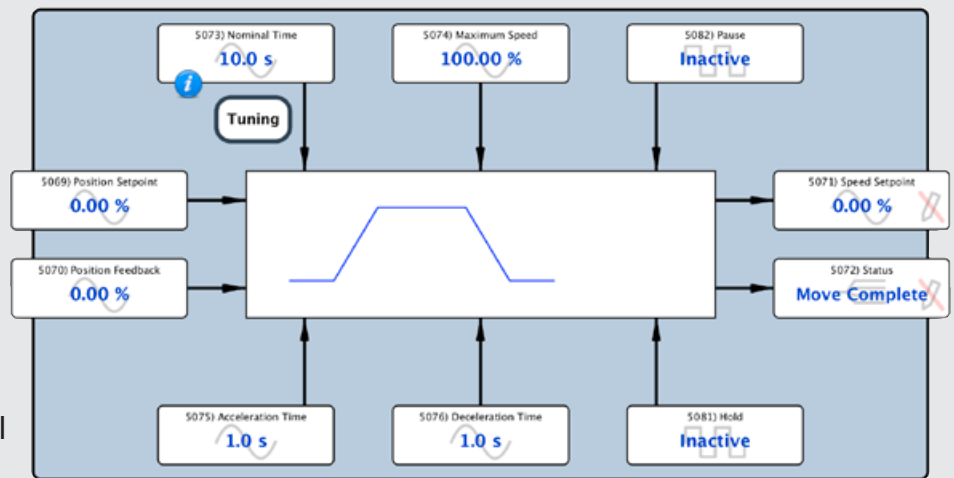 5073) Nominal Time
10.0 s
5074) Maximum Speed
100.00 %
5082) Pause
Inactive
i
Tuning
5069) Position Setpoint
0.00 %
5071) Speed Setpoint
0.00 %
5070) Position Feedback
0.00 %
5072) Status
Move Complete
5075) Acceleration Time
1.0 s
5076) Deceleration Time
1.0 s
5081) Hold
Inactive